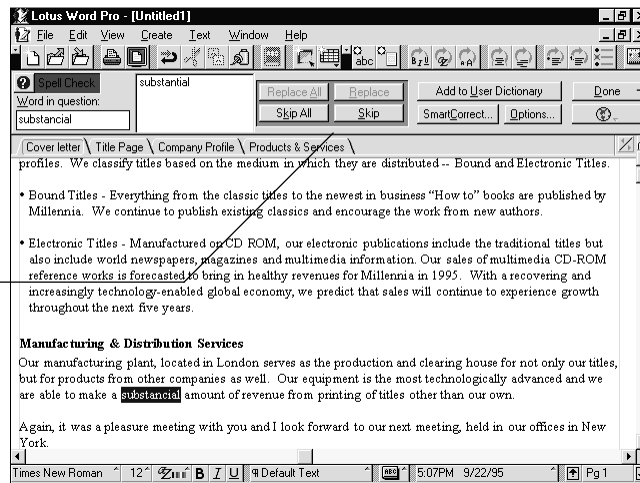 Lotus Word Pro - [Untitled1]
File Edit View Create Text Window Help
abc
Spell Check
Word in question:
substancial
substantial
Replace All Replace
Skip All Skip
Add to User Dictionary Done
SmartCorrect... Options...
Cover letter \ Title Page \ Company Profile \ Products & Services \
profiles. We classify titles based on the medium in which they are distributed -- Bound and Electronic Titles.
• Bound Titles - Everything from the classic titles to the newest in business “How to” books are published by
Millennia. We continue to publish existing classics and encourage the work from new authors.
• Electronic Titles - Manufactured on CD ROM, our electronic publications include the traditional titles but
also include world newspapers, magazines and multimedia information. Our sales of multimedia CD-ROM
reference works is forecasted to bring in healthy revenues for Millennia in 1995. With a recovering and
increasingly technology-enabled global economy, we predict that sales will continue to experience growth
throughout the next five years.
Manufacturing & Distribution Services
Our manufacturing plant, located in London serves as the production and clearing house for not only our titles,
but for products from other companies as well. Our equipment is the most technologically advanced and we
are able to make a substancial amount of revenue from printing of titles other than our own.
Again, it was a pleasure meeting with you and I look forward to our next meeting, held in our offices in New
York.
Times New Roman 12 B I U Default Text ABC 5:07PM 9/22/95 Pg 1